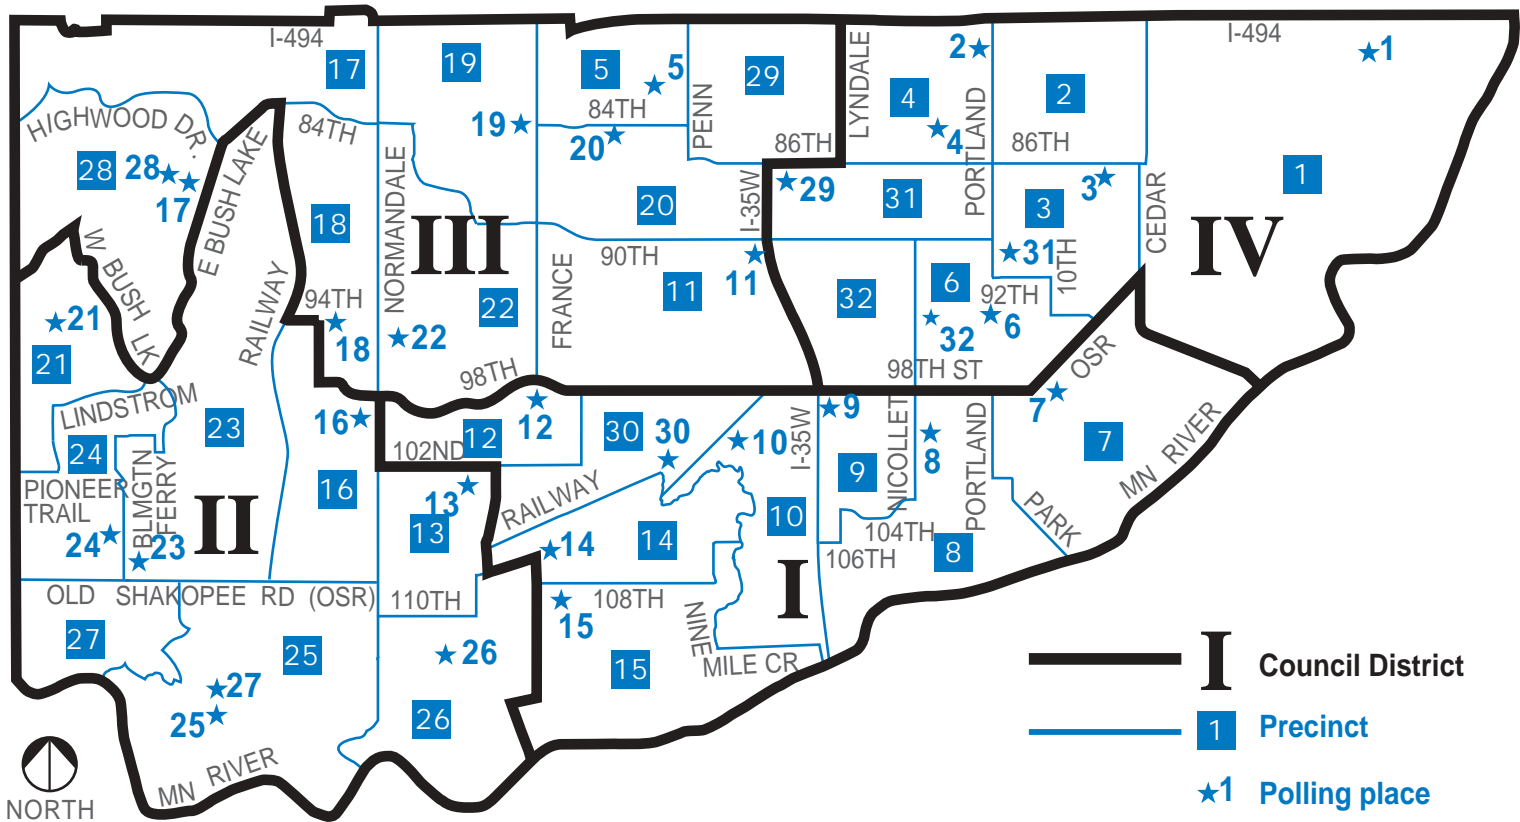 I-494
17
19
5
5
29
PENN
84TH
LYNDALE
2
4
4
PORTLAND
2
I-494
1
1
HIGHWOOD DR.
84TH
19
20
86TH
86TH
28
28
17
E BUSH LAKE
18
NORMANDALE
III
20
I-35W
29
31
3
3
CEDAR
IV
W BUSH LK
RAILWAY
94TH
90TH
11
11
31
10TH
32
6
92TH
6
32
21
21
18
22
22
FRANCE
98TH
98TH ST
OSR
LINDSTROM
23
16
12
12
102ND
30
30
10
I-35W
9
9
NICOLLET
8
PORTLAND
7
7
MN RIVER
24
PIONEER
TRAIL
24
BLMGTN
FERRY
23
II
16
13
13
RAILWAY
14
14
10
104TH
106TH
8
PARK
OLD SHAKOPEE RD (OSR)
110TH
108TH
15
NINE
MILE CR
I
27
25
26
15
27
25
26
MN RIVER
NORTH
I Council District
1 Precinct
1 Polling place